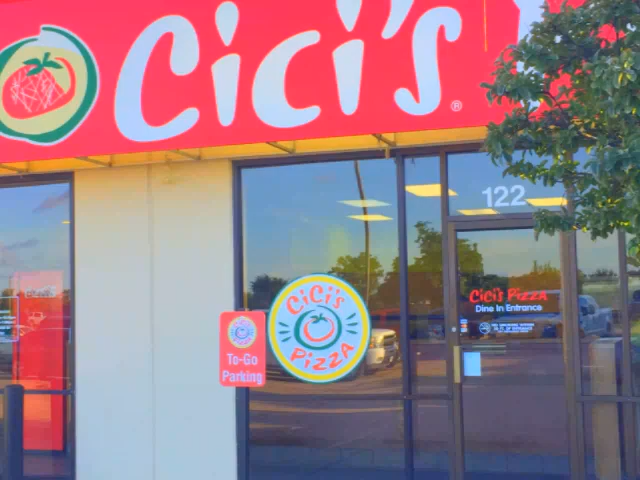 Cici's®
122
CiCi's Pizza
Dine In Entrance
CiCi's
Pizza
To-Go
Parking